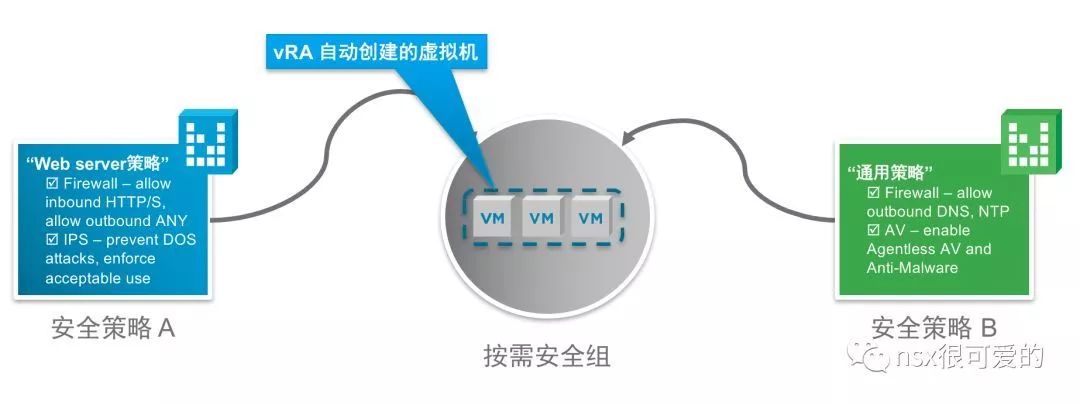 vRA 自动创建的虚拟机
“Web server策略”
☑ Firewall – allow
inbound HTTP/S,
allow outbound ANY
☑ IPS – prevent DOS
attacks, enforce
acceptable use
安全策略 A
VM VM VM
按需安全组
“通用策略”
☑ Firewall – allow
outbound DNS, NTP
☑ AV – enable
Agentless AV and
Anti-Malware
安全策略 B
nsx很可爱的